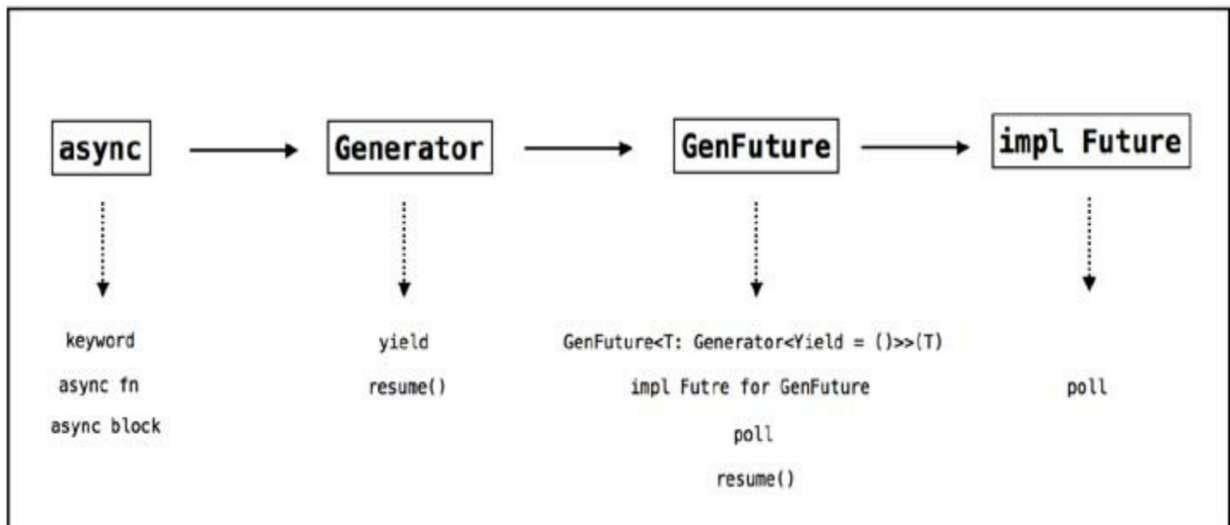 async
Generator
GenFuture
impl Future
keyword
async fn
async block
yield
resume()
GenFuture<T: Generator<Yield = ()>>(T)
impl Futre for GenFuture
poll
resume()
poll